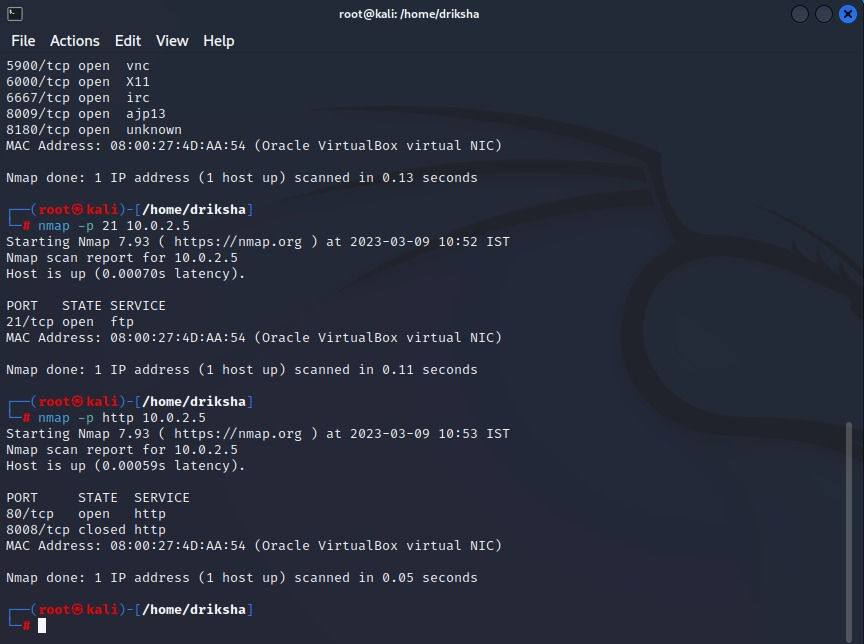 root@kali: /home/driksha
File Actions Edit View Help
5900/tcp open  vnc
6000/tcp open  X11
6667/tcp open  irc
8009/tcp open  ajp13
8180/tcp open  unknown
MAC Address: 08:00:27:4D:AA:54 (Oracle VirtualBox virtual NIC)
Nmap done: 1 IP address (1 host up) scanned in 0.13 seconds
┌──(root㉿kali)-[/home/driksha]
└─# nmap -p 21 10.0.2.5
Starting Nmap 7.93 ( https://nmap.org ) at 2023-03-09 10:52 IST
Nmap scan report for 10.0.2.5
Host is up (0.00070s latency).
PORT   STATE SERVICE
21/tcp open  ftp
MAC Address: 08:00:27:4D:AA:54 (Oracle VirtualBox virtual NIC)
Nmap done: 1 IP address (1 host up) scanned in 0.11 seconds
┌──(root㉿kali)-[/home/driksha]
└─# nmap -p http 10.0.2.5
Starting Nmap 7.93 ( https://nmap.org ) at 2023-03-09 10:53 IST
Nmap scan report for 10.0.2.5
Host is up (0.00059s latency).
PORT     STATE  SERVICE
80/tcp   open   http
8008/tcp closed http
MAC Address: 08:00:27:4D:AA:54 (Oracle VirtualBox virtual NIC)
Nmap done: 1 IP address (1 host up) scanned in 0.05 seconds
┌──(root㉿kali)-[/home/driksha]
└─#